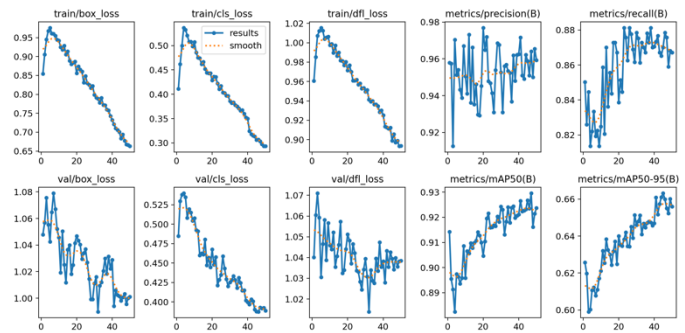 train/box_loss
train/cls_loss
train/dfl_loss
metrics/precision(B)
metrics/recall(B)
0.95
0.90
0.85
0.80
0.75
0.70
0.65
0 20 40
0.50
0.45
0.40
0.35
0.30
results
smooth
0 20 40
1.02
1.00
0.98
0.96
0.94
0.92
0.90
0 20 40
0.98
0.96
0.94
0.92
0 20 40
0.88
0.86
0.84
0.82
0 20 40
val/box_loss
val/cls_loss
val/dfl_loss
metrics/mAP50(B)
metrics/mAP50-95(B)
1.08
1.06
1.04
1.02
1.00
0 20 40
0.525
0.500
0.475
0.450
0.425
0.400
0 20 40
1.07
1.06
1.05
1.04
1.03
1.02
0 20 40
0.93
0.92
0.91
0.90
0.89
0 20 40
0.66
0.64
0.62
0.60
0 20 40